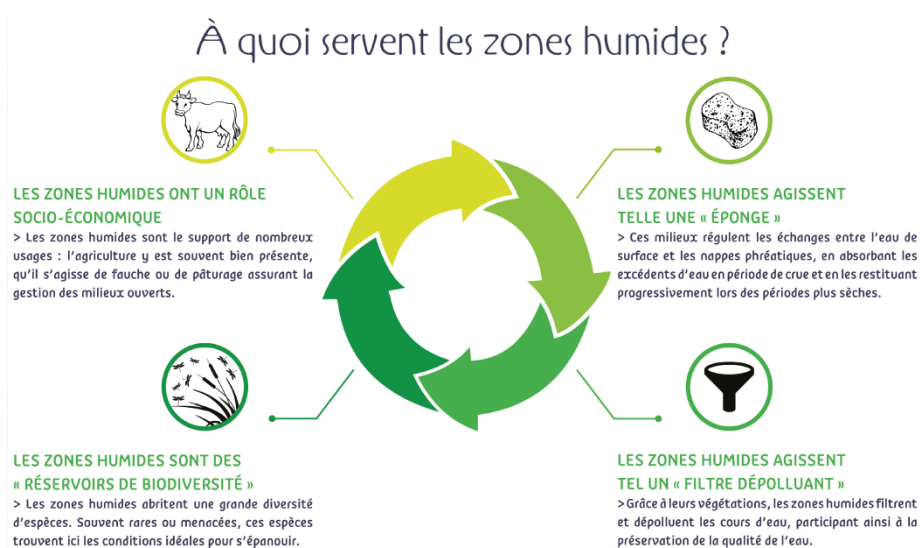 À quoi servent les zones humides ?
LES ZONES HUMIDES ONT UN RÔLE
SOCIO-ÉCONOMIQUE
> Les zones humides sont le support de nombreux
usages : l'agriculture y est souvent bien présente,
qu'il s'agisse de fauche ou de pâturage assurant la
gestion des milieux ouverts.
LES ZONES HUMIDES AGISSENT
TELLE UNE « ÉPONGE »
> Ces milieux régulent les échanges entre l'eau de
surface et les nappes phréatiques, en absorbant les
excédents d'eau en période de crue et en les restituant
progressivement lors des périodes plus sèches.
LES ZONES HUMIDES SONT DES
« RÉSERVOIRS DE BIODIVERSITÉ »
> Les zones humides abritent une grande diversité
d'espèces. Souvent rares ou menacées, ces espèces
trouvent ici les conditions idéales pour s'épanouir.
LES ZONES HUMIDES AGISSENT
TEL UN « FILTRE DÉPOLLUANT »
>Grâce à leurs végétations, les zones humides filtrent
et dépolluent les cours d'eau, participant ainsi à la
préservation de la qualité de l'eau.